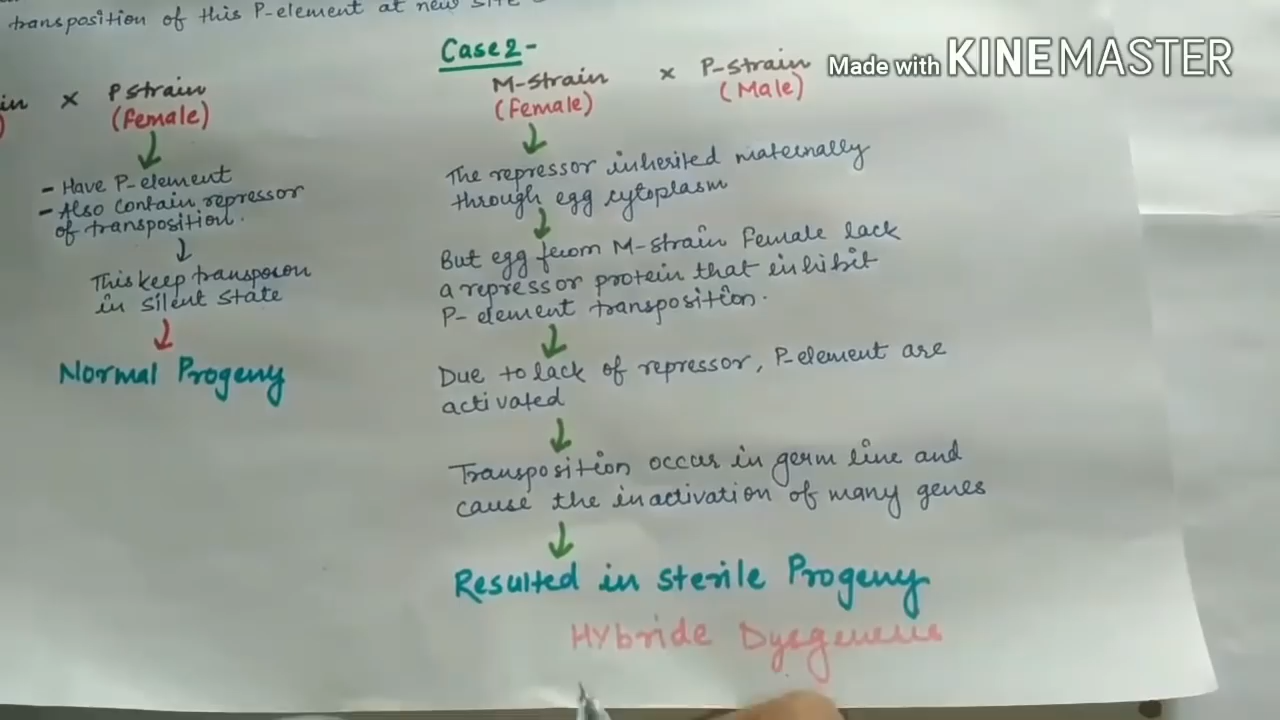 transposition of this P-element at new site
Case 2-
Made with KINEMASTER
in × P strain
(Female)
M-strain × P-strain
(Female) (Male)
- Have P-element
- Also contain repressor
of transposition.
This keep transposon
in silent state
Normal Progeny
The repressor inherited maternally
through egg cytoplasm
But egg from M-strain Female lack
a repressor protein that inhibit
P- element transposition.
Due to lack of repressor, P-element are
activated
Transposition occur in germ line and
cause the inactivation of many genes
Resulted in sterile Progeny
Hybride Dysgenesis